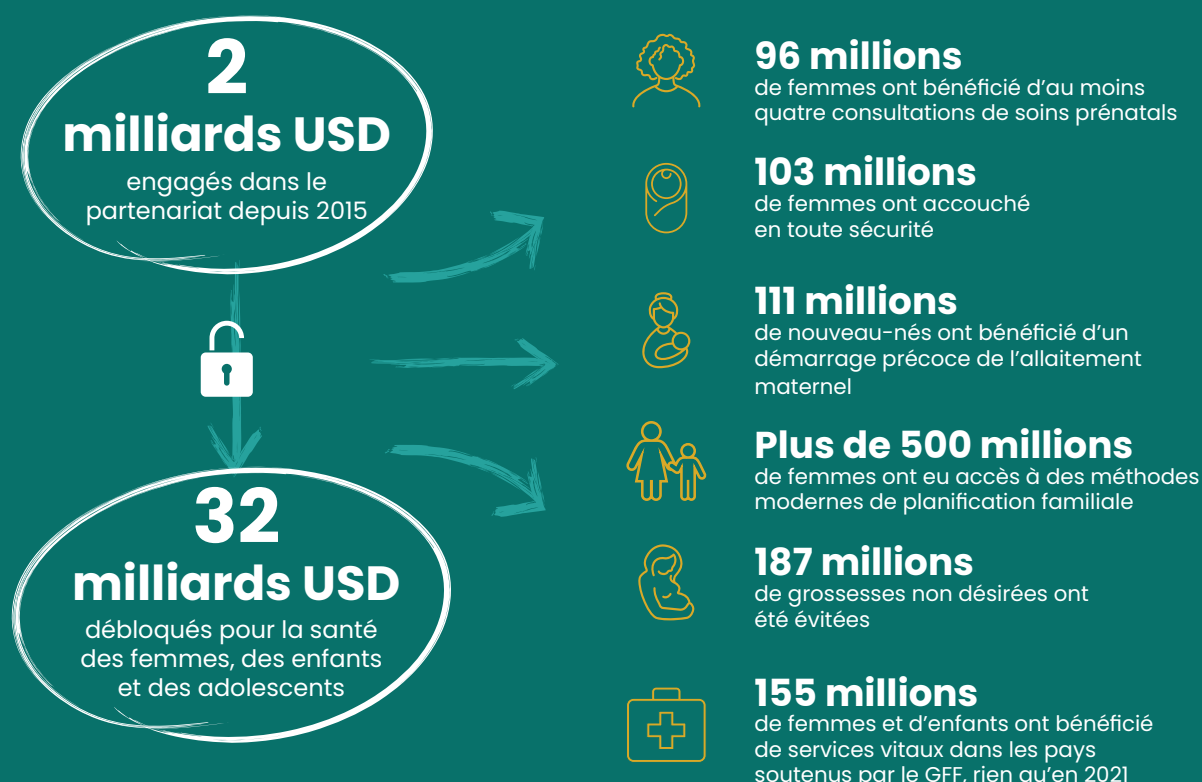 2
milliards USD
engagés dans le
partenariat depuis 2015
32
milliards USD
débloqués pour la santé
des femmes, des enfants
et des adolescents
96 millions
de femmes ont bénéficié d’au moins
quatre consultations de soins prénatals
103 millions
de femmes ont accouché
en toute sécurité
111 millions
de nouveau-nés ont bénéficié d’un
démarrage précoce de l’allaitement
maternel
Plus de 500 millions
de femmes ont eu accès à des méthodes
modernes de planification familiale
187 millions
de grossesses non désirées ont
été évitées
155 millions
de femmes et d’enfants ont bénéficié
de services vitaux dans les pays
soutenus par le GFF, rien qu’en 2021